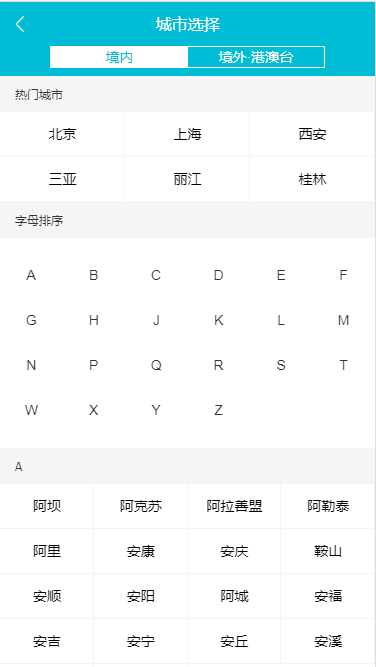 城市选择
境内 境外·港澳台
热门城市
北京 上海 西安
三亚 丽江 桂林
字母排序
A B C D E F
G H J K L M
N P Q R S T
W X Y Z
A
阿坝 阿克苏 阿拉善盟 阿勒泰
阿里 安康 安庆 鞍山
安顺 安阳 阿城 安福
安吉 安宁 安丘 安溪